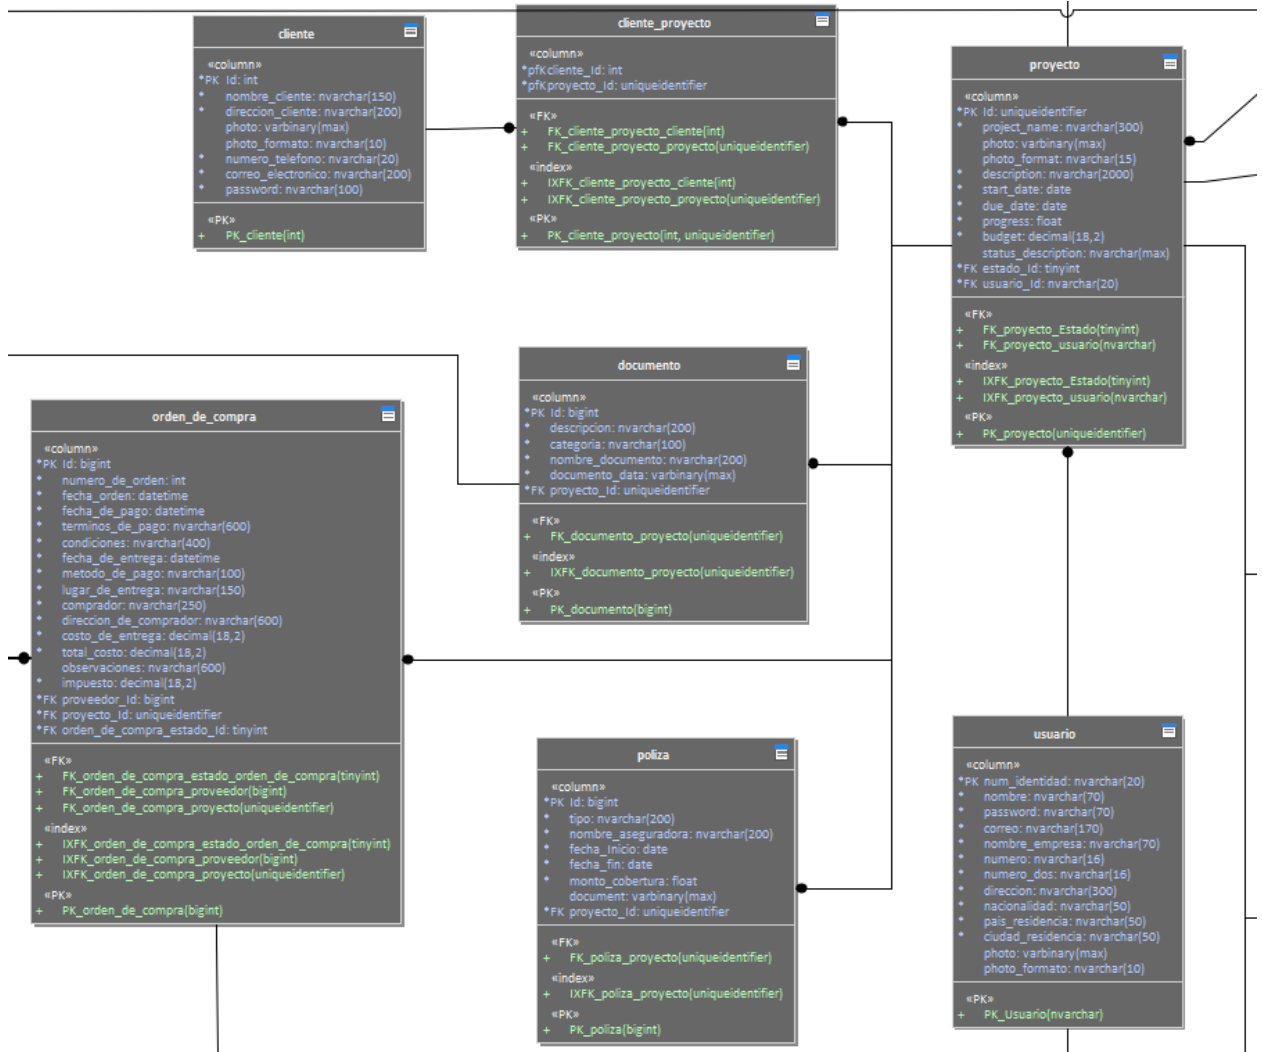 cliente
«column»
*PK Id: int
* nombre_cliente: nvarchar(150)
* direccion_cliente: nvarchar(200)
photo: varbinary(max)
photo_formato: nvarchar(10)
* numero_telefono: nvarchar(20)
* correo_electronico: nvarchar(200)
* password: nvarchar(100)
«PK»
+ PK_cliente(int)
cliente_proyecto
«column»
*pfKcliente_Id: int
*pfKproyecto_Id: uniqueidentifier
«FK»
+ FK_cliente_proyecto_cliente(int)
+ FK_cliente_proyecto_proyecto(uniqueidentifier)
«index»
+ IXFK_cliente_proyecto_cliente(int)
+ IXFK_cliente_proyecto_proyecto(uniqueidentifier)
«PK»
+ PK_cliente_proyecto(int, uniqueidentifier)
proyecto
«column»
*PK Id: uniqueidentifier
* project_name: nvarchar(300)
photo: varbinary(max)
photo_format: nvarchar(15)
* description: nvarchar(2000)
* start_date: date
* due_date: date
* progress: float
* budget: decimal(18,2)
status_description: nvarchar(max)
*FK estado_Id: tinyint
*FK usuario_Id: nvarchar(20)
«FK»
+ FK_proyecto_Estado(tinyint)
+ FK_proyecto_usuario(nvarchar)
«index»
+ IXFK_proyecto_Estado(tinyint)
+ IXFK_proyecto_usuario(nvarchar)
«PK»
+ PK_proyecto(uniqueidentifier)
documento
«column»
*PK Id: bigint
* descripcion: nvarchar(200)
* categoria: nvarchar(100)
* nombre_documento: nvarchar(200)
* documento_data: varbinary(max)
*FK proyecto_Id: uniqueidentifier
«FK»
+ FK_documento_proyecto(uniqueidentifier)
«index»
+ IXFK_documento_proyecto(uniqueidentifier)
«PK»
+ PK_documento(bigint)
orden_de_compra
«column»
*PK Id: bigint
* numero_de_orden: int
* fecha_orden: datetime
* fecha_de_pago: datetime
* terminos_de_pago: nvarchar(600)
* condiciones: nvarchar(400)
* fecha_de_entrega: datetime
* metodo_de_pago: nvarchar(100)
* lugar_de_entrega: nvarchar(150)
* comprador: nvarchar(250)
* direccion_de_comprador: nvarchar(600)
* costo_de_entrega: decimal(18,2)
* total_costo: decimal(18,2)
observaciones: nvarchar(600)
* impuesto: decimal(18,2)
*FK proveedor_Id: bigint
*FK proyecto_Id: uniqueidentifier
*FK orden_de_compra_estado_Id: tinyint
«FK»
+ FK_orden_de_compra_estado_orden_de_compra(tinyint)
+ FK_orden_de_compra_proveedor(bigint)
+ FK_orden_de_compra_proyecto(uniqueidentifier)
«index»
+ IXFK_orden_de_compra_estado_orden_de_compra(tinyint)
+ IXFK_orden_de_compra_proveedor(bigint)
+ IXFK_orden_de_compra_proyecto(uniqueidentifier)
«PK»
+ PK_orden_de_compra(bigint)
poliza
«column»
*PK Id: bigint
* tipo: nvarchar(200)
* nombre_aseguradora: nvarchar(200)
* fecha_Inicio: date
* fecha_fin: date
* monto_cobertura: float
document: varbinary(max)
*FK proyecto_Id: uniqueidentifier
«FK»
+ FK_poliza_proyecto(uniqueidentifier)
«index»
+ IXFK_poliza_proyecto(uniqueidentifier)
«PK»
+ PK_poliza(bigint)
usuario
«column»
*PK num_identidad: nvarchar(20)
* nombre: nvarchar(70)
* password: nvarchar(70)
* correo: nvarchar(170)
* nombre_empresa: nvarchar(70)
* numero: nvarchar(16)
* numero_dos: nvarchar(16)
* direccion: nvarchar(300)
* nacionalidad: nvarchar(50)
* pais_residencia: nvarchar(50)
* ciudad_residencia: nvarchar(50)
photo: varbinary(max)
photo_formato: nvarchar(10)
«PK»
+ PK_Usuario(nvarchar)